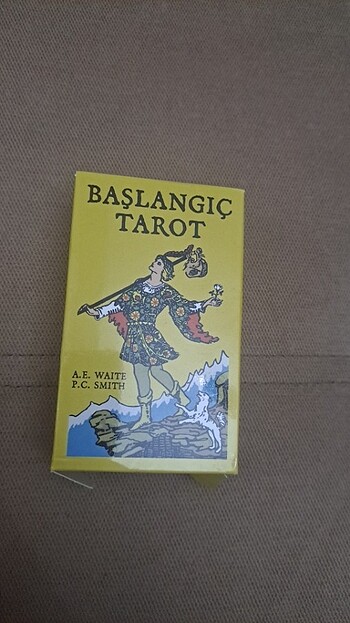 BAŞLANGIÇ
TAROT
A.E. WAITE
P.C. SMITH